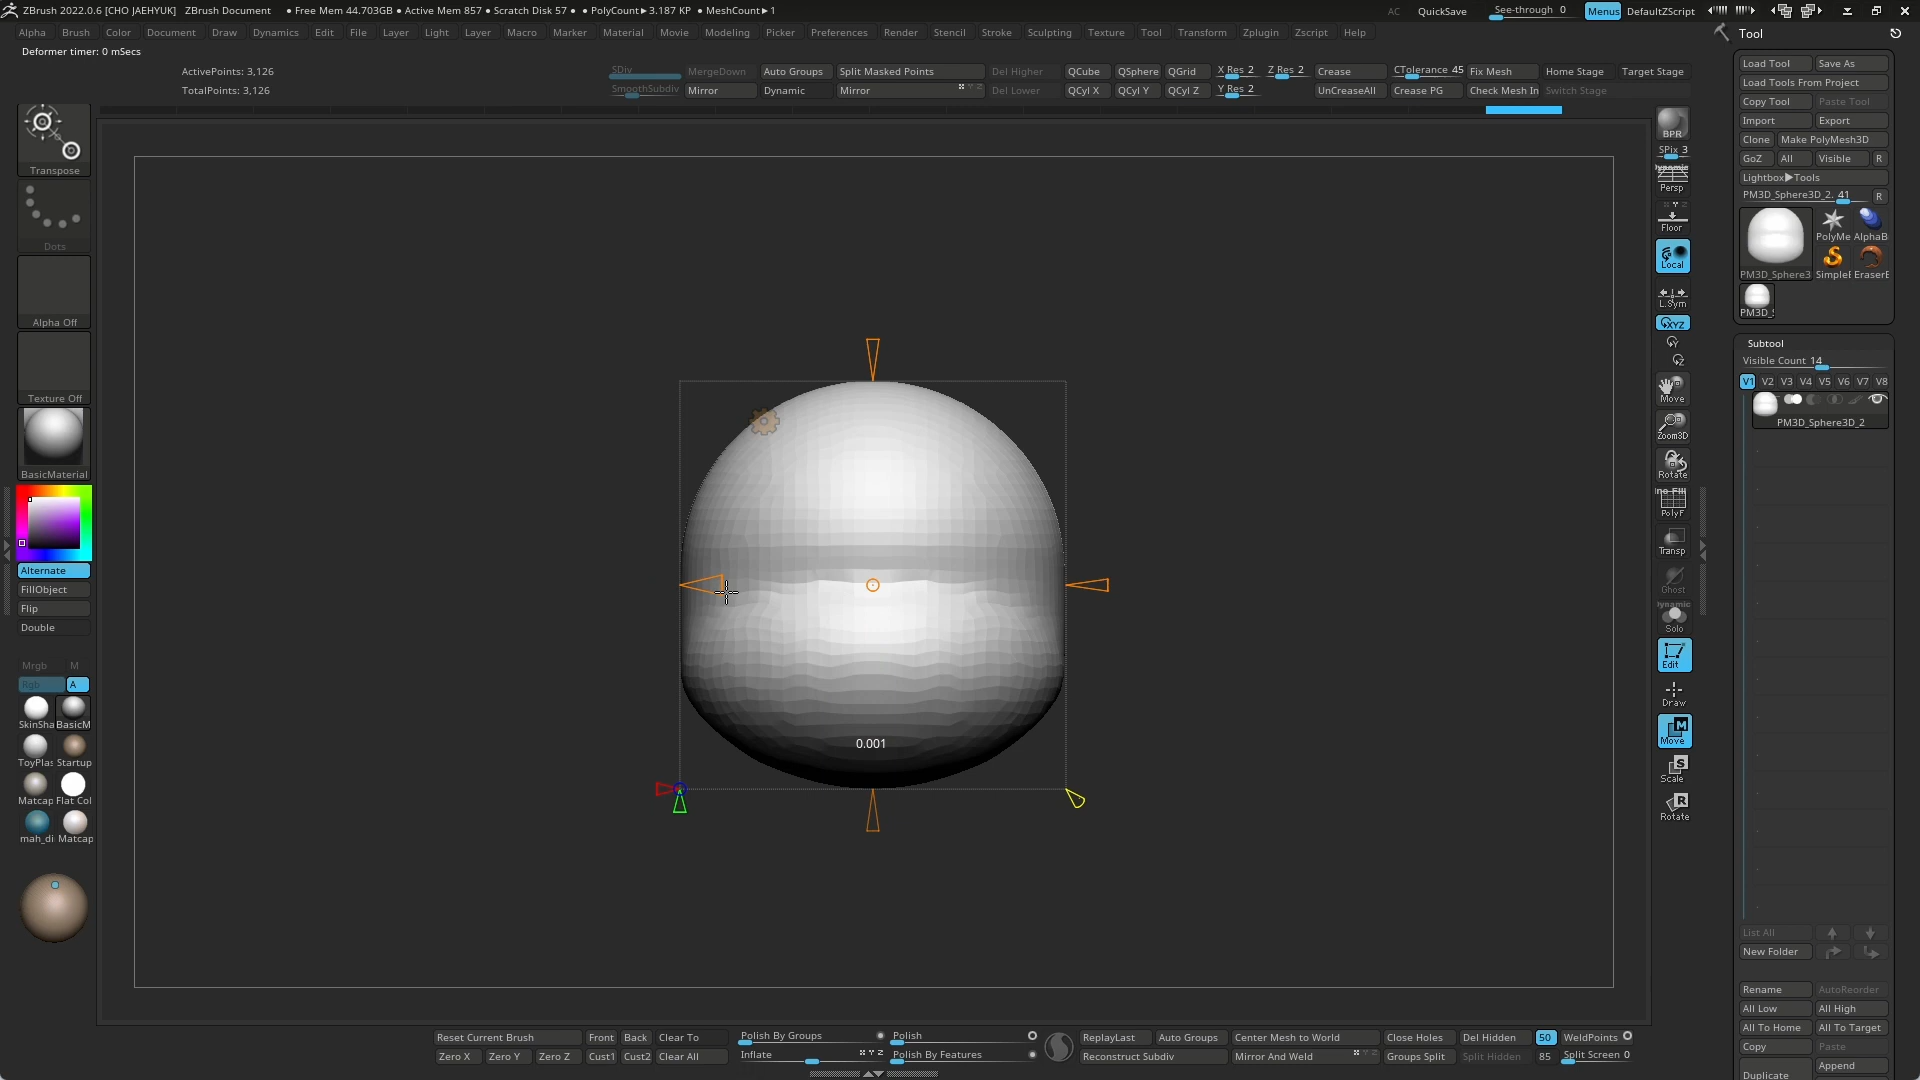 ZBrush 2022.0.6 [CHO JAEHYUK] ZBrush Document • Free Mem 44.703GB • Active Mem 857 • Scratch Disk 57 • • PolyCount▸3.187 KP • MeshCount▸1 AC QuickSave See-through 0 Menus DefaultZScript
Alpha Brush Color Document Draw Dynamics Edit File Layer Light Layer Macro Marker Material Movie Modeling Picker Preferences Render Stencil Stroke Sculpting Texture Tool Transform Zplugin Zscript Help
Tool
Deformer timer: 0 mSecs
ActivePoints: 3,126
TotalPoints: 3,126
SDiv MergeDown Auto Groups Split Masked Points Del Higher QCube QSphere QGrid X Res 2 Z Res 2 Crease CTolerance 45 Fix Mesh Home Stage Target Stage
SmoothSubdiv Mirror Dynamic Mirror Del Lower QCyl X QCyl Y QCyl Z Y Res 2 UnCreaseAll Crease PG Check Mesh In Switch Stage
Transpose
Dots
Alpha Off
Texture Off
BasicMaterial
Alternate
FillObject
Flip
Double
Mrgb M
Rgb A
SkinSha BasicM
ToyPlas Startup
Matcap Flat Col
mah_di Matcap
0.001
BPR
SPix 3
Dynamic
Persp
Floor
Local
L.Sym
XYZ
Y
Z
Move
Zoom3D
Rotate
PolyF
Transp
Ghost
Dynamic
Solo
Edit
Draw
M
Move
S
Scale
R
Rotate
Load Tool Save As
Load Tools From Project
Copy Tool Paste Tool
Import Export
Clone Make PolyMesh3D
GoZ All Visible R
Lightbox▸Tools
PM3D_Sphere3D_2. 41 R
PolyMe AlphaB
PM3D_Sphere3 SimpleE EraserE
Subtool
Visible Count 14
V1 V2 V3 V4 V5 V6 V7 V8
PM3D_Sphere3D_2
List All
New Folder
Rename AutoReorder
All Low All High
All To Home All To Target
Copy Paste
Duplicate Append
Reset Current Brush Front Back Clear To Polish By Groups Polish ReplayLast Auto Groups Center Mesh to World Close Holes Del Hidden 50 WeldPoints
Zero X Zero Y Zero Z Cust1 Cust2 Clear All Inflate X Y Z Polish By Features Reconstruct Subdiv Mirror And Weld X Y Z Groups Split Split Hidden 85 Split Screen 0